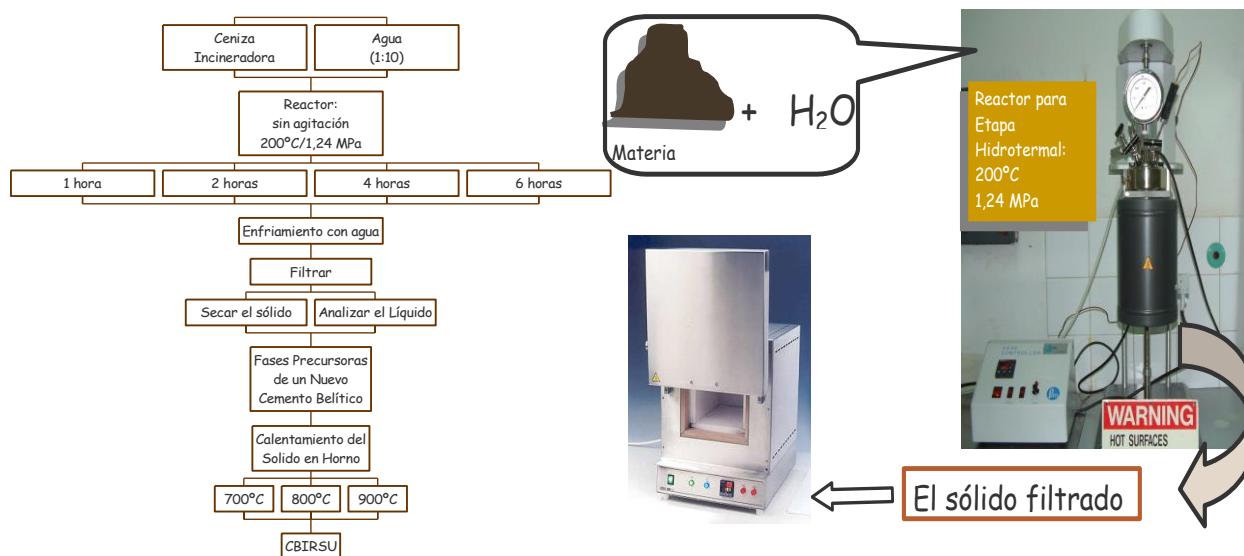 Ceniza
Incineradora
Agua
(1:10)
Reactor:
sin agitación
200ºC/1,24 MPa
1 hora
2 horas
4 horas
6 horas
Enfriamiento con agua
Filtrar
Secar el sólido
Analizar el Líquido
Fases Precursoras
de un Nuevo
Cemento Belítico
Calentamiento del
Solido en Horno
700ºC
800ºC
900ºC
CBIRSU
+ H₂O
Materia
Reactor para
Etapa
Hidrotermal:
200ºC
1,24 MPa
CONTROLLER
WARNING
HOT SURFACES
El sólido filtrado